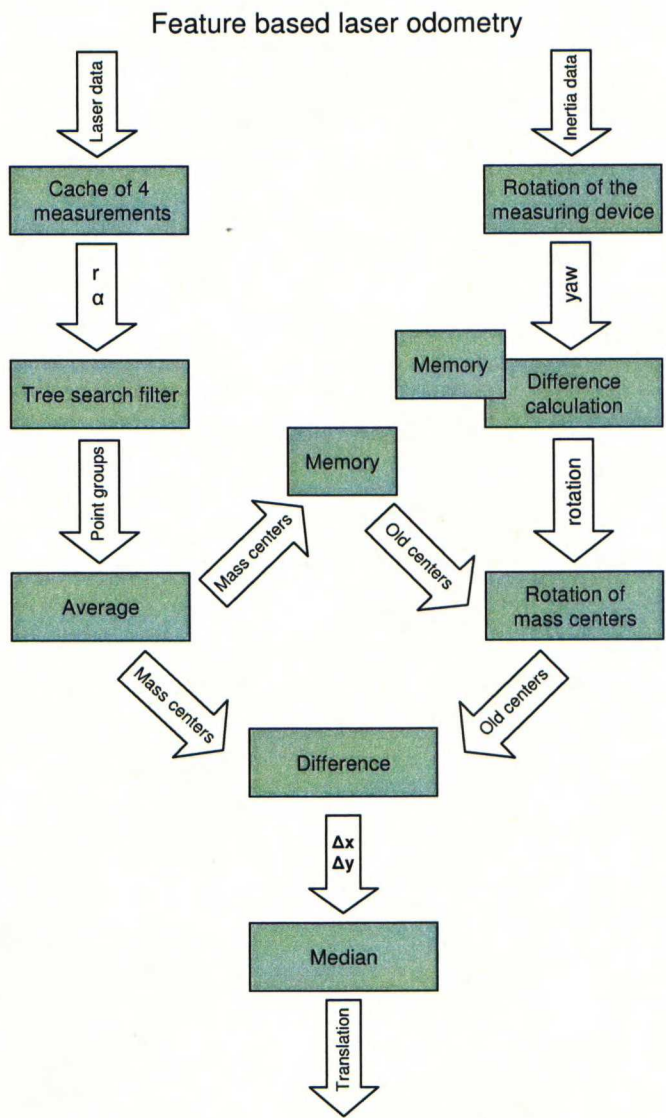 Feature based laser odometry
Laser data
Inertia data
Cache of 4
measurements
Rotation of the
measuring device
r
α
yaw
Tree search filter
Memory
Difference
calculation
Point groups
Memory
rotation
Mass centers
Old centers
Average
Rotation of
mass centers
Mass centers
Old centers
Difference
Δx
Δy
Median
Translation